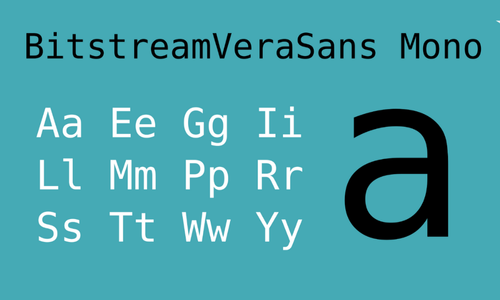 BitstreamVeraSans Mono
Aa Ee Gg Ii
Ll Mm Pp Rr
Ss Tt Ww Yy
a